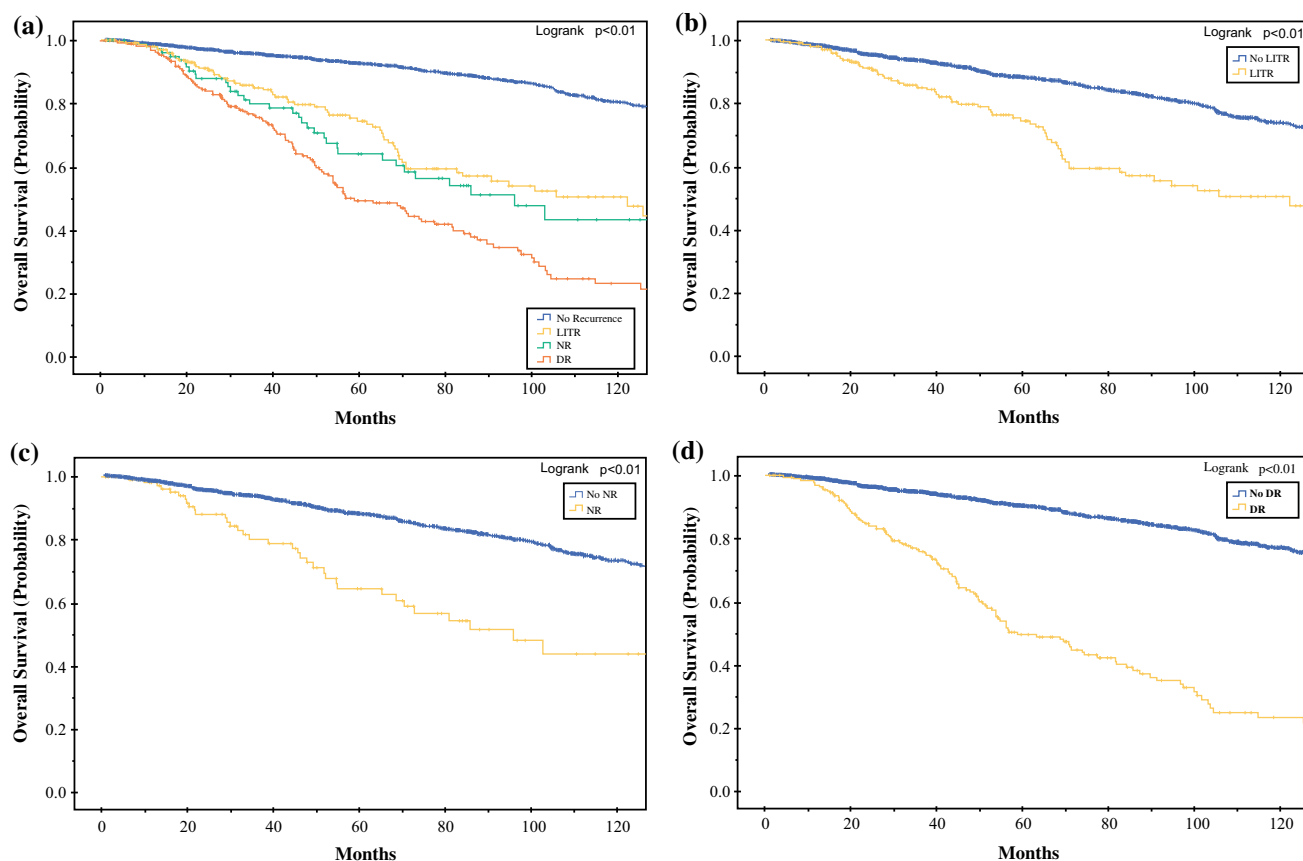 (a)
Logrank p<0.01
1.0
0.8
0.6
0.4
0.2
0.0
Overall Survival (Probability)
No Recurrence
LITR
NR
DR
0 20 40 60 80 100 120
Months
(b)
Logrank p<0.01
No LITR
LITR
1.0
0.8
0.6
0.4
0.2
0.0
Overall Survival (Probability)
0 20 40 60 80 100 120
Months
(c)
Logrank p<0.01
No NR
NR
1.0
0.8
0.6
0.4
0.2
0.0
Overall Survival (Probability)
0 20 40 60 80 100 120
Months
(d)
Logrank p<0.01
No DR
DR
1.0
0.8
0.6
0.4
0.2
0.0
Overall Survival (Probability)
0 20 40 60 80 100 120
Months